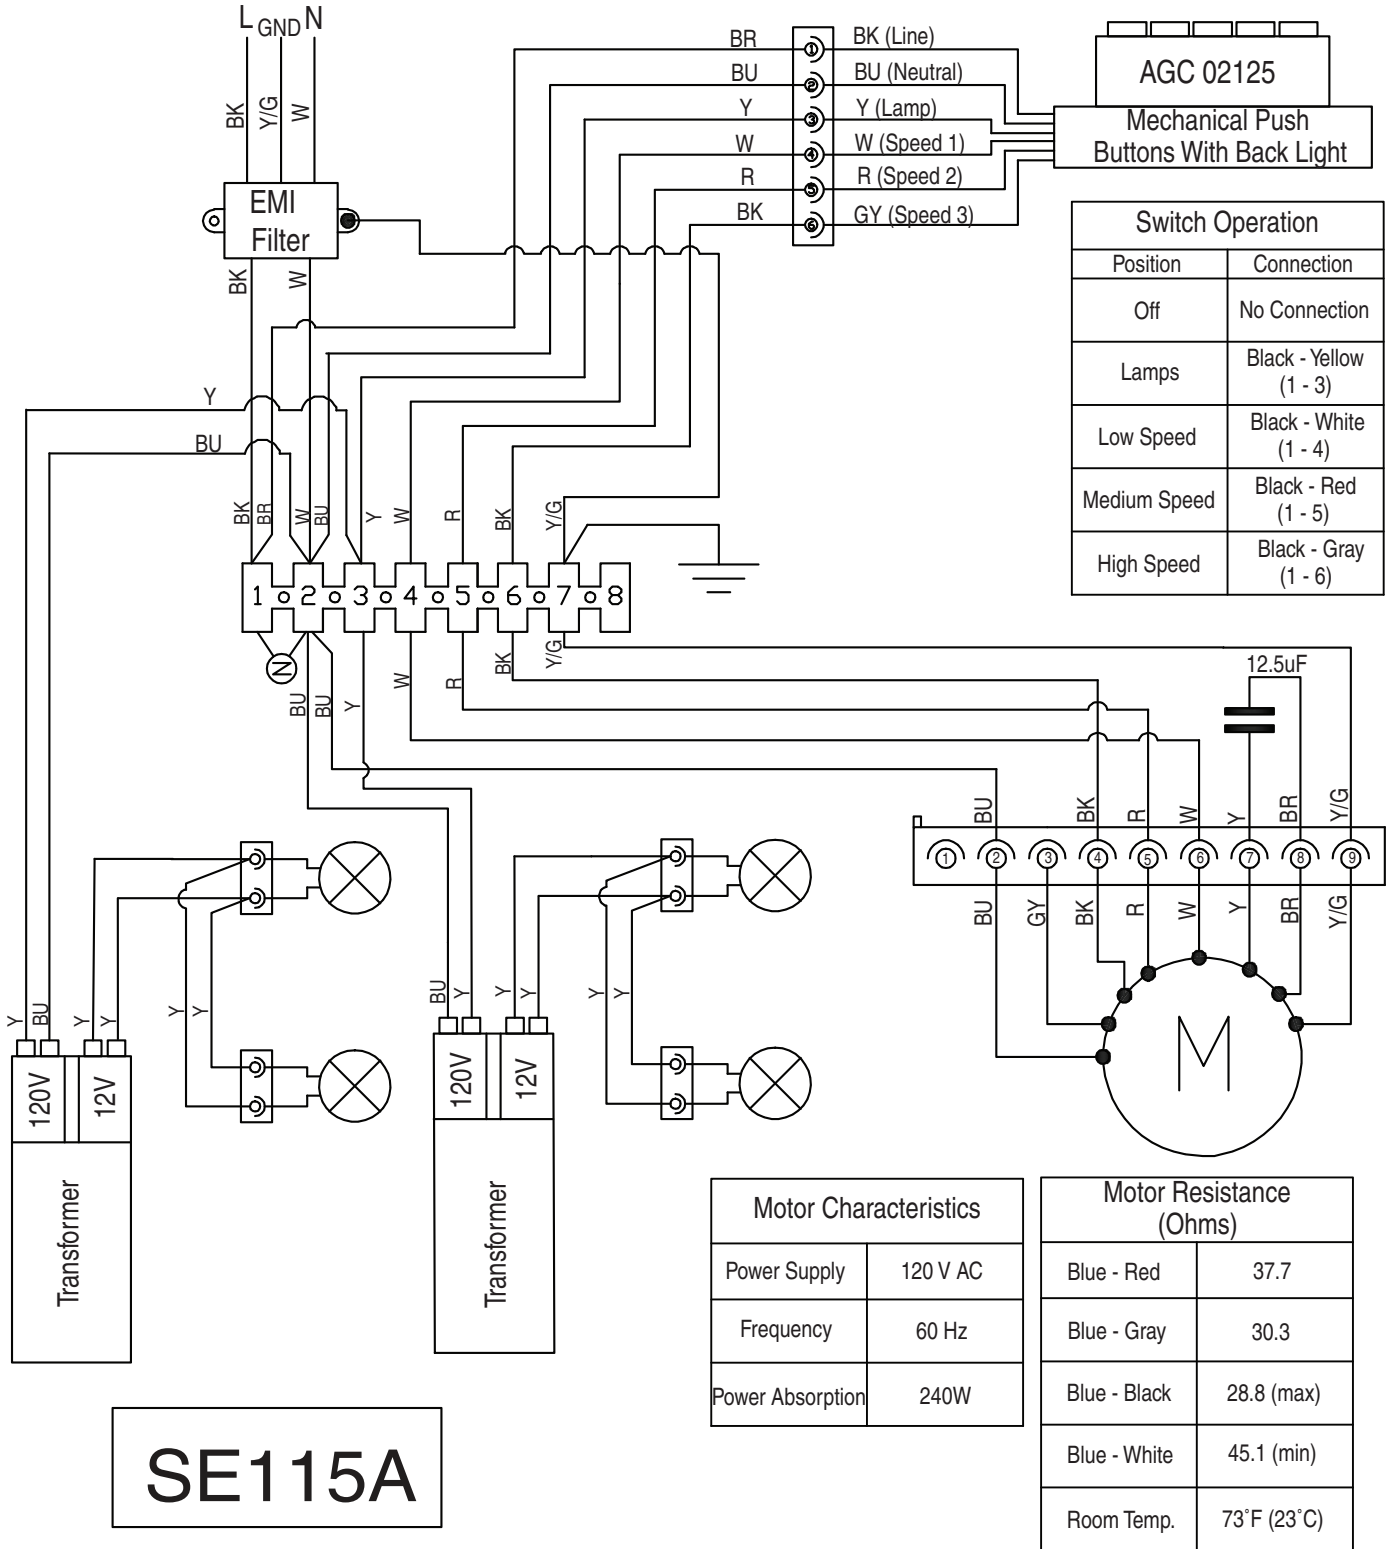 L GND N
BK Y/G W
EMI
Filter
BK W
BR 1 BK (Line)
BU 2 BU (Neutral)
Y 3 Y (Lamp)
W 4 W (Speed 1)
R 5 R (Speed 2)
BK 6 GY (Speed 3)
AGC 02125
Mechanical Push
Buttons With Back Light
Switch Operation
Position Connection
Off No Connection
Lamps Black - Yellow
(1 - 3)
Low Speed Black - White
(1 - 4)
Medium Speed Black - Red
(1 - 5)
High Speed Black - Gray
(1 - 6)
Y
BU
BK BR W BU Y W R BK Y/G
1 2 3 4 5 6 7 8
N
BU BU Y W R BK Y/G
12.5uF
BU BK R W Y BR Y/G
1 2 3 4 5 6 7 8 9
BU GY BK R W Y BR Y/G
M
Y BU Y Y Y Y
120V 12V
Transformer
BU Y Y Y Y Y
120V 12V
Transformer
Motor Characteristics
Power Supply 120 V AC
Frequency 60 Hz
Power Absorption 240W
Motor Resistance
(Ohms)
Blue - Red 37.7
Blue - Gray 30.3
Blue - Black 28.8 (max)
Blue - White 45.1 (min)
Room Temp. 73˚F (23˚C)
SE115A